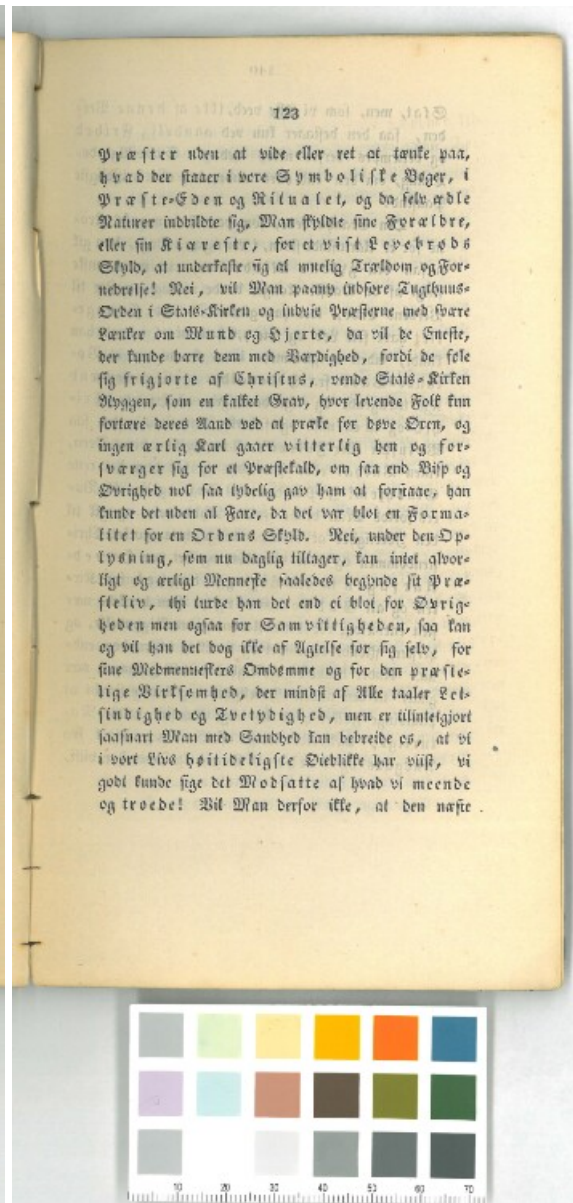 123
Præster uden at vide eller ret at tænke paa,
hvad der staaer i vore Symboliske Bøger, i
Præste-Eden og Ritualet, og da selv ædle
Naturer indbildte sig, Man skyldte sine Forældre,
eller sin Kiæreste, for et vist Levebrøds
Skyld, at underkaste sig al muelig Trældom og For-
nedrelse! Nei, vil Man paany indføre Tugthuus-
Orden i Stats-Kirken og indvie Præsterne med svære
Lænker om Mund og Hjerte, da vil de Eneste,
der kunde bære dem med Værdighed, fordi de føle
sig frigjorte af Christus, vende Stats-Kirken
Ryggen, som en kalket Grav, hvor levende Folk kun
fortære deres Aand ved at præke for døve Øren, og
ingen ærlig Karl gaaer vitterlig hen og for-
sværger sig for et Præstekald, om saa end Bisp og
Øvrighed nok saa tydelig gav ham at forstaae, han
kunde det uden al Fare, da det var blot en Forma-
litet for en Ordens Skyld. Nei, under den Op-
lysning, som nu daglig tiltager, kan intet alvor-
ligt og ærligt Menneske saaledes begynde sit Præ-
steliv, thi turde han det end ei blot for Øvrig-
heden men ogsaa for Samvittigheden, saa kan
og vil han det dog ikke af Agtelse for sig selv, for
sine Medmenneskers Omdømme og for den præste-
lige Virksomhed, der mindst af Alle taaler Let-
sindighed og Tvetydighed, men er tilintetgjort
saasnart Man med Sandhed kan bebreide os, at vi
i vort Livs høitideligste Øieblikke har viist, vi
godt kunde sige det Modsatte af hvad vi meende
og troede! Vil Man derfor ikke, at den næste
10 20 30 40 50 60 70